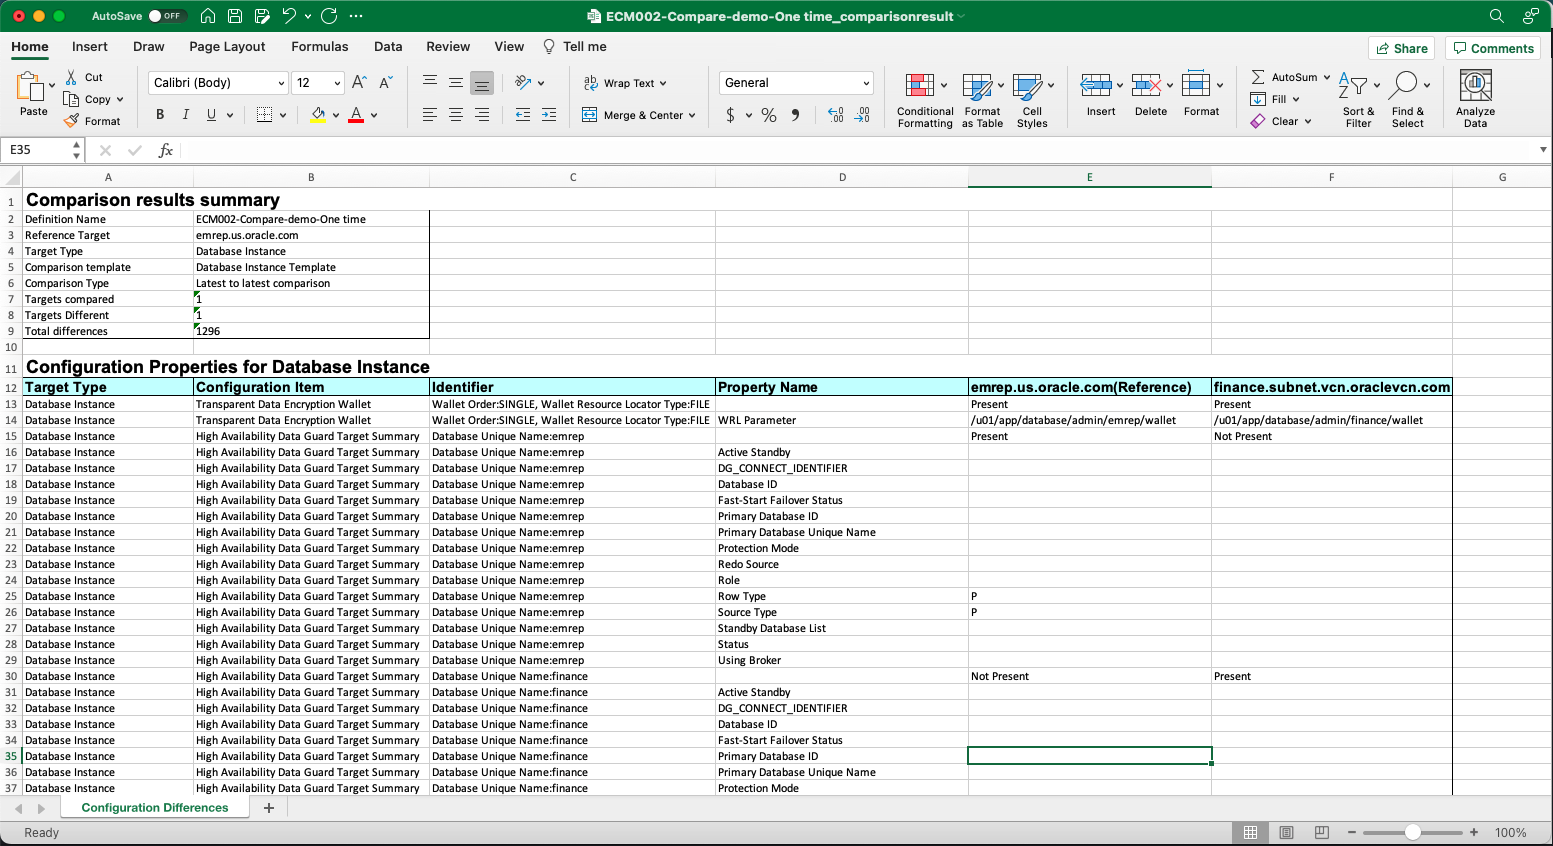 AutoSave OFF ECM002-Compare-demo-One time_comparisonresult
Home Insert Draw Page Layout Formulas Data Review View Tell me Share Comments
Paste Cut Copy Format
Calibri (Body) 12 A A
B I U A
ab Wrap Text
Merge & Center
General
$ % ,
Conditional Formatting Format as Table Cell Styles
Insert Delete Format
AutoSum Fill Clear
Sort & Filter Find & Select Analyze Data
E35 fx
A B C D E F G
1 Comparison results summary
2 Definition Name ECM002-Compare-demo-One time
3 Reference Target emrep.us.oracle.com
4 Target Type Database Instance
5 Comparison template Database Instance Template
6 Comparison Type Latest to latest comparison
7 Targets compared 1
8 Targets Different 1
9 Total differences 1296
10
11 Configuration Properties for Database Instance
12 Target Type Configuration Item Identifier Property Name emrep.us.oracle.com(Reference) finance.subnet.vcn.oraclevcn.com
13 Database Instance Transparent Data Encryption Wallet Wallet Order:SINGLE, Wallet Resource Locator Type:FILE Present Present
14 Database Instance Transparent Data Encryption Wallet Wallet Order:SINGLE, Wallet Resource Locator Type:FILE WRL Parameter /u01/app/database/admin/emrep/wallet /u01/app/database/admin/finance/wallet
15 Database Instance High Availability Data Guard Target Summary Database Unique Name:emrep Present Not Present
16 Database Instance High Availability Data Guard Target Summary Database Unique Name:emrep Active Standby
17 Database Instance High Availability Data Guard Target Summary Database Unique Name:emrep DG_CONNECT_IDENTIFIER
18 Database Instance High Availability Data Guard Target Summary Database Unique Name:emrep Database ID
19 Database Instance High Availability Data Guard Target Summary Database Unique Name:emrep Fast-Start Failover Status
20 Database Instance High Availability Data Guard Target Summary Database Unique Name:emrep Primary Database ID
21 Database Instance High Availability Data Guard Target Summary Database Unique Name:emrep Primary Database Unique Name
22 Database Instance High Availability Data Guard Target Summary Database Unique Name:emrep Protection Mode
23 Database Instance High Availability Data Guard Target Summary Database Unique Name:emrep Redo Source
24 Database Instance High Availability Data Guard Target Summary Database Unique Name:emrep Role
25 Database Instance High Availability Data Guard Target Summary Database Unique Name:emrep Row Type P
26 Database Instance High Availability Data Guard Target Summary Database Unique Name:emrep Source Type P
27 Database Instance High Availability Data Guard Target Summary Database Unique Name:emrep Standby Database List
28 Database Instance High Availability Data Guard Target Summary Database Unique Name:emrep Status
29 Database Instance High Availability Data Guard Target Summary Database Unique Name:emrep Using Broker
30 Database Instance High Availability Data Guard Target Summary Database Unique Name:finance Not Present Present
31 Database Instance High Availability Data Guard Target Summary Database Unique Name:finance Active Standby
32 Database Instance High Availability Data Guard Target Summary Database Unique Name:finance DG_CONNECT_IDENTIFIER
33 Database Instance High Availability Data Guard Target Summary Database Unique Name:finance Database ID
34 Database Instance High Availability Data Guard Target Summary Database Unique Name:finance Fast-Start Failover Status
35 Database Instance High Availability Data Guard Target Summary Database Unique Name:finance Primary Database ID
36 Database Instance High Availability Data Guard Target Summary Database Unique Name:finance Primary Database Unique Name
37 Database Instance High Availability Data Guard Target Summary Database Unique Name:finance Protection Mode
Configuration Differences +
Ready 100%